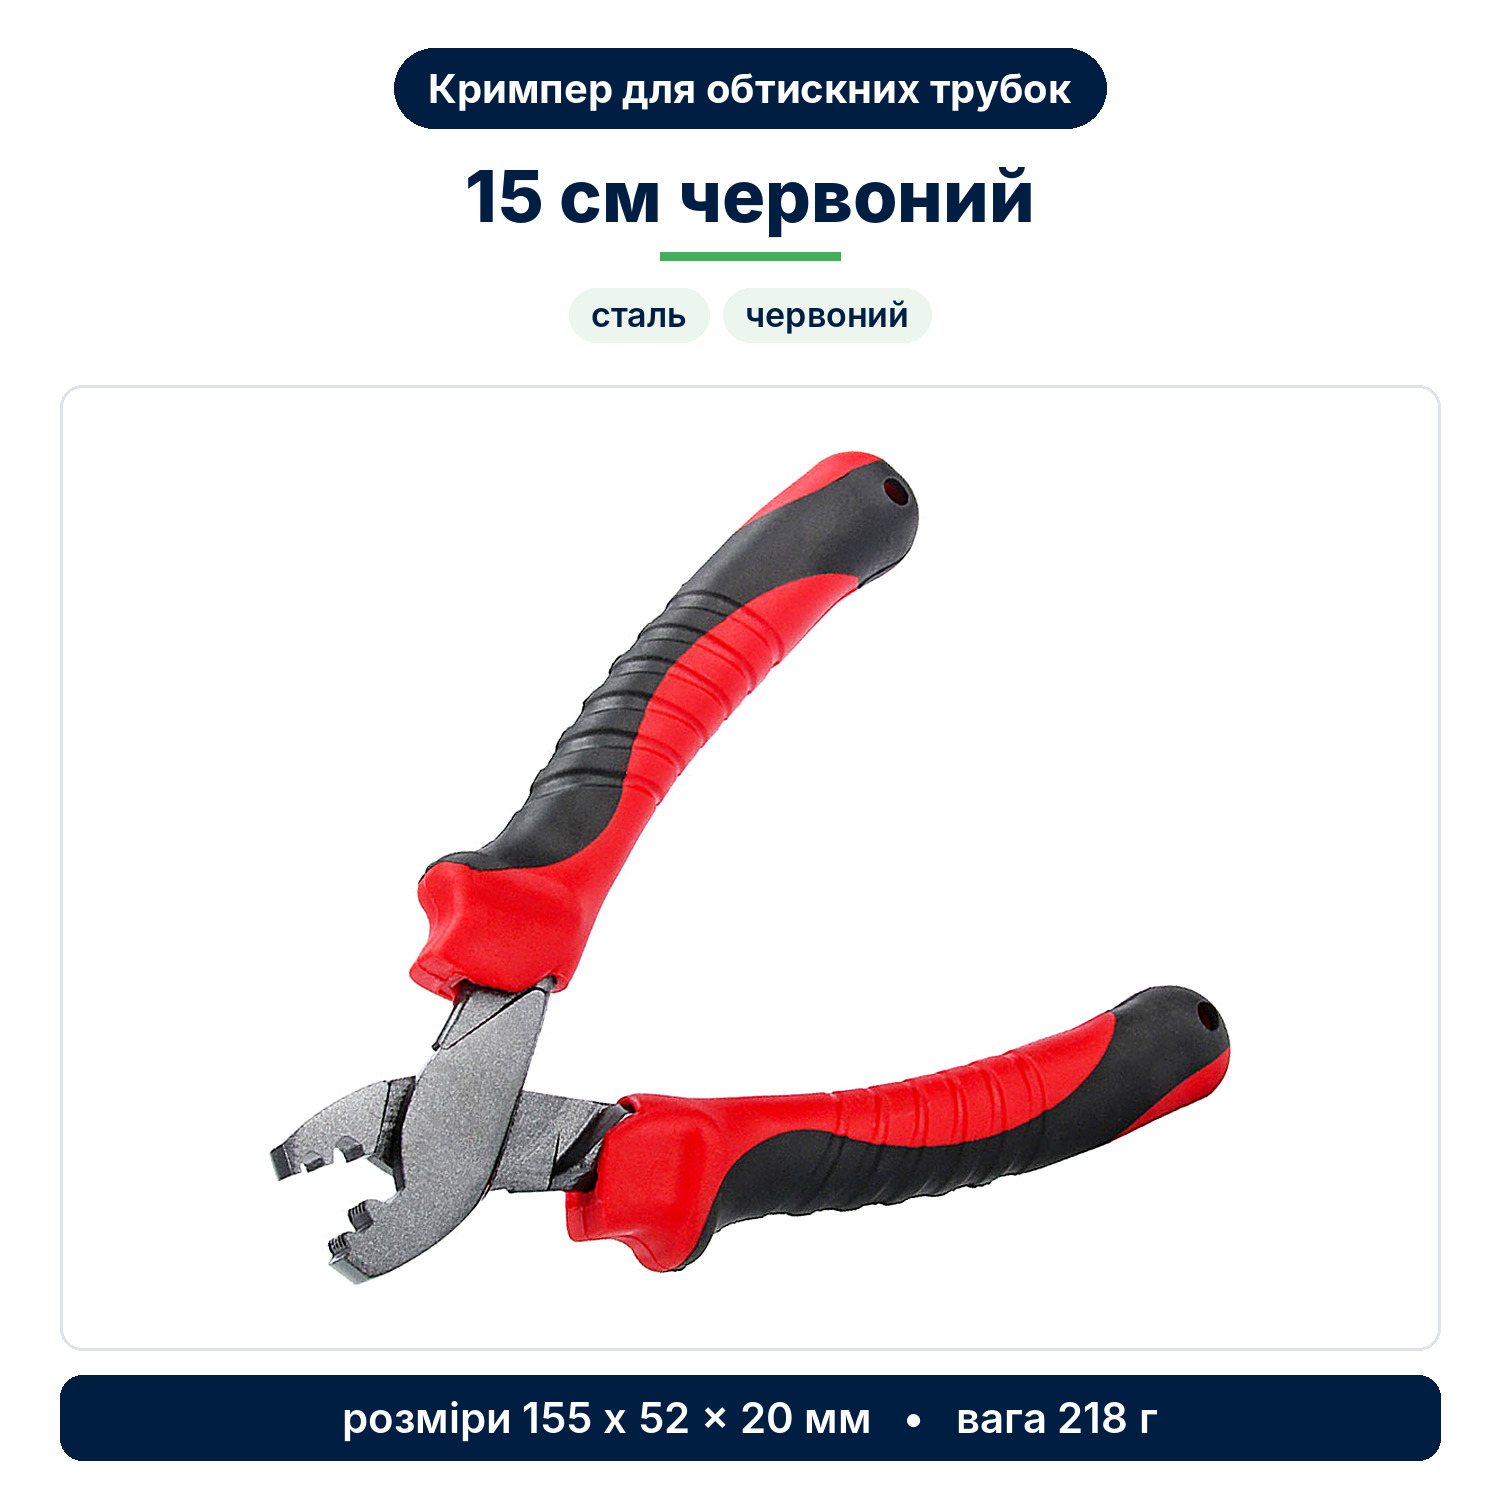 Кримпер для обтискних трубок
15 см червоний
сталь червоний
розміри 155 x 52 × 20 мм • вага 218 г